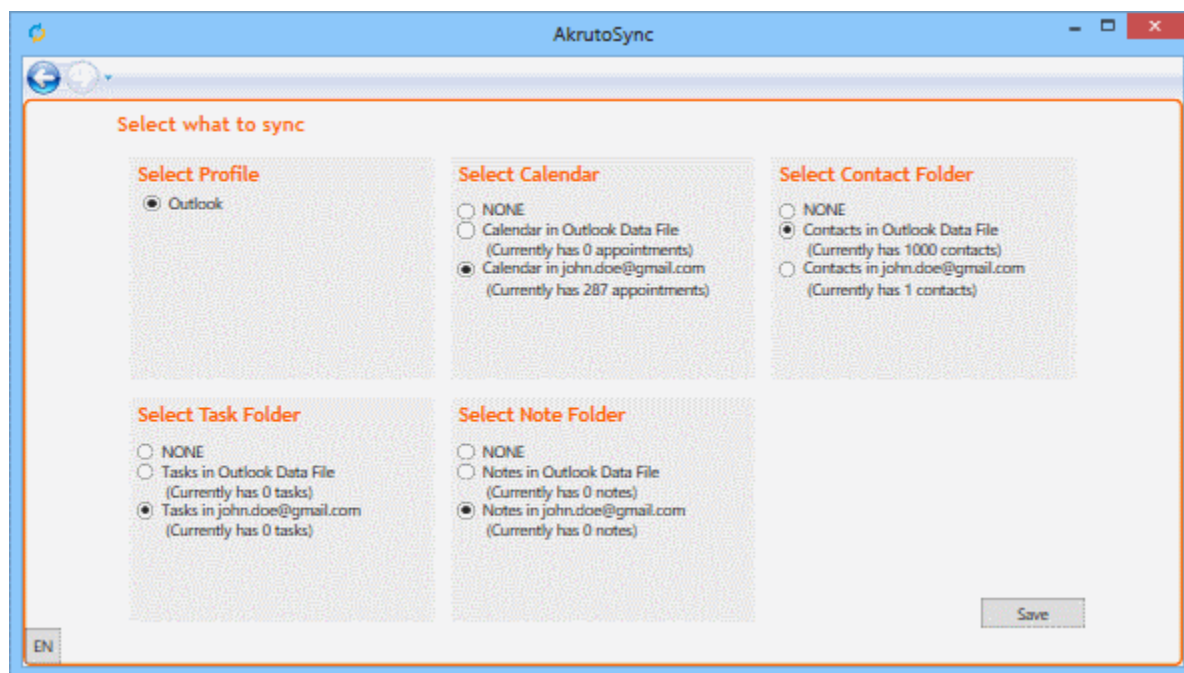 AkrutoSync
Select what to sync
Select Profile
Outlook
Select Calendar
NONE
Calendar in Outlook Data File
(Currently has 0 appointments)
Calendar in john.doe@gmail.com
(Currently has 287 appointments)
Select Contact Folder
NONE
Contacts in Outlook Data File
(Currently has 1000 contacts)
Contacts in john.doe@gmail.com
(Currently has 1 contacts)
Select Task Folder
NONE
Tasks in Outlook Data File
(Currently has 0 tasks)
Tasks in john.doe@gmail.com
(Currently has 0 tasks)
Select Note Folder
NONE
Notes in Outlook Data File
(Currently has 0 notes)
Notes in john.doe@gmail.com
(Currently has 0 notes)
Save
EN